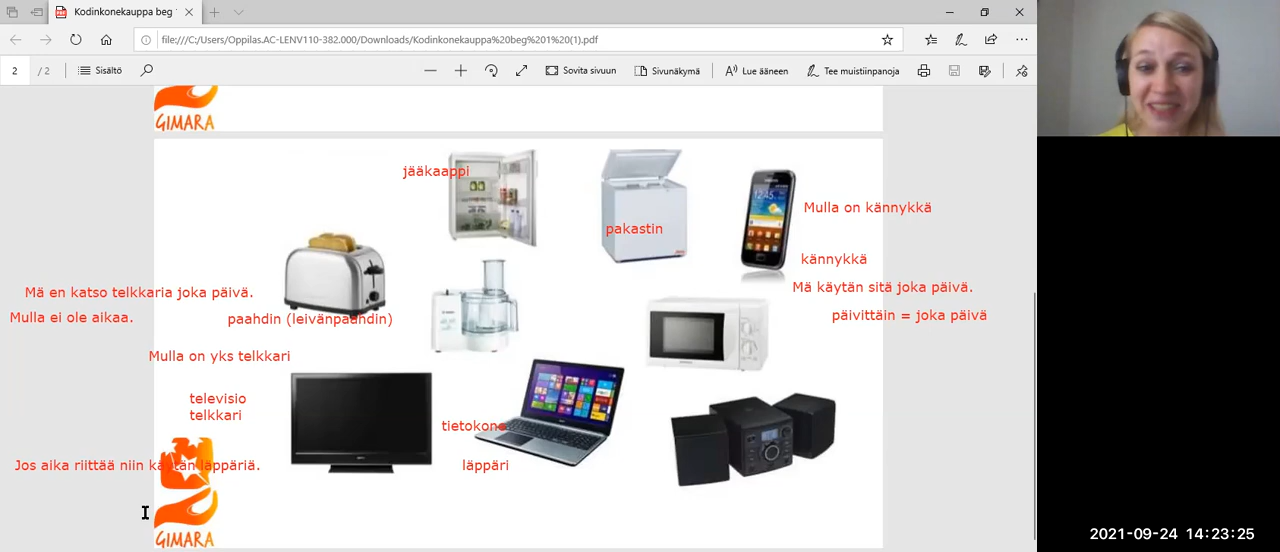 Kodinkonekauppa beg
file:///C:/Users/Oppilas.AC-LENV110-382.000/Downloads/Kodinkonekauppa%20beg%201%20(1).pdf
2 / 2 Sisältö Sovita sivuun Sivunäkymä Lue ääneen Tee muistiinpanoja
GIMARA
jääkaappi
pakastin
Mulla on kännykkä
kännykkä
Mä en katso telkkaria joka päivä.
Mä käytän sitä joka päivä.
Mulla ei ole aikaa.
paahdin (leivänpaahdin)
päivittäin = joka päivä
Mulla on yks telkkari
televisio
telkkari
tietokone
Jos aika riittää niin käytän läppäriä.
läppäri
GIMARA
2021-09-24 14:23:25